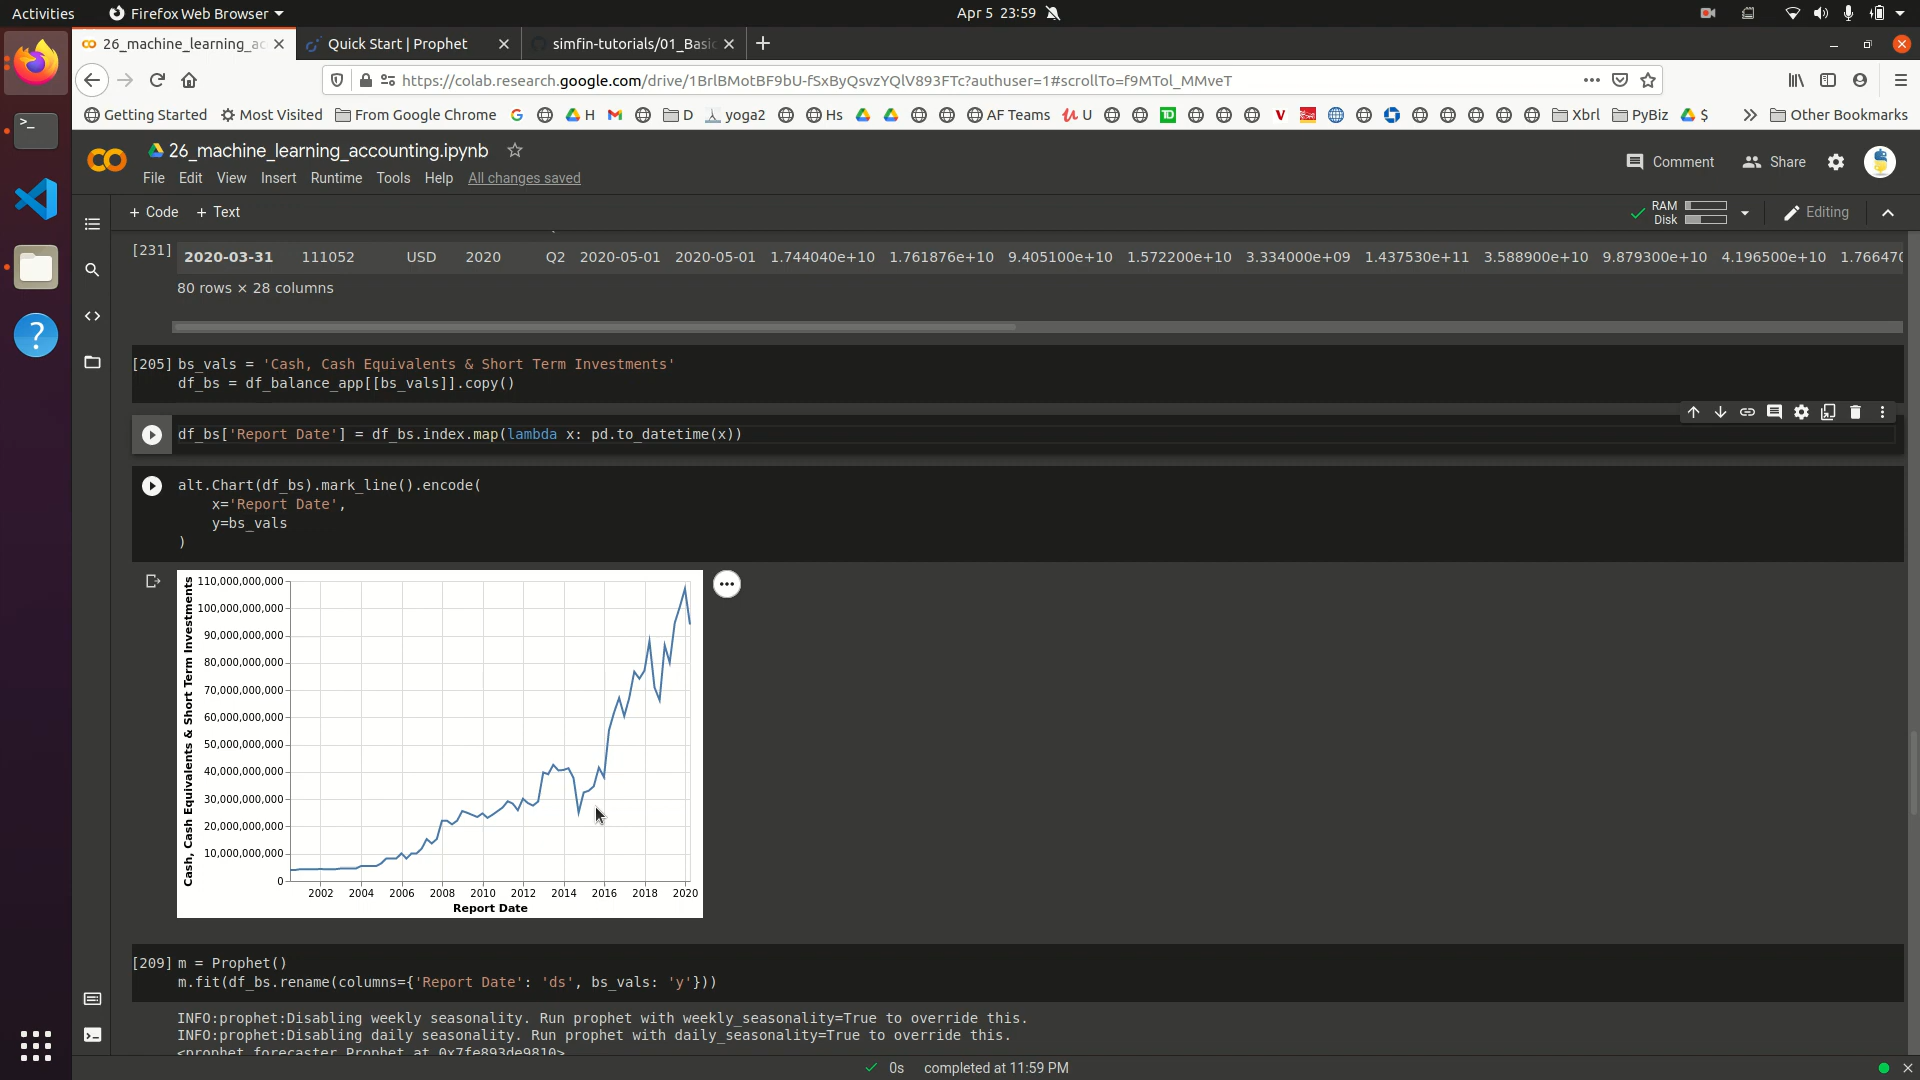 Activities
Firefox Web Browser
Apr 5 23:59
26_machine_learning_ac
Quick Start | Prophet
simfin-tutorials/01_Basic
https://colab.research.google.com/drive/1BrlBMotBF9bU-fSxByQsvzYQlV893FTc?authuser=1#scrollTo=f9MTol_MMveT
Getting Started
Most Visited
From Google Chrome
H
D
yoga2
Hs
AF Teams
U
Xbrl
PyBiz
$
Other Bookmarks
26_machine_learning_accounting.ipynb
Comment
Share
File Edit View Insert Runtime Tools Help All changes saved
+ Code + Text
RAM
Disk
Editing
[231] 2020-03-31 111052 USD 2020 Q2 2020-05-01 2020-05-01 1.744040e+10 1.761876e+10 9.405100e+10 1.572200e+10 3.334000e+09 1.437530e+11 3.588900e+10 9.879300e+10 4.196500e+10 1.76647
80 rows × 28 columns
[205] bs_vals = 'Cash, Cash Equivalents & Short Term Investments'
df_bs = df_balance_app[[bs_vals]].copy()
df_bs['Report Date'] = df_bs.index.map(lambda x: pd.to_datetime(x))
alt.Chart(df_bs).mark_line().encode(
x='Report Date',
y=bs_vals
)
Cash, Cash Equivalents & Short Term Investments
110,000,000,000
100,000,000,000
90,000,000,000
80,000,000,000
70,000,000,000
60,000,000,000
50,000,000,000
40,000,000,000
30,000,000,000
20,000,000,000
10,000,000,000
0
2002 2004 2006 2008 2010 2012 2014 2016 2018 2020
Report Date
[209] m = Prophet()
m.fit(df_bs.rename(columns={'Report Date': 'ds', bs_vals: 'y'}))
INFO:prophet:Disabling weekly seasonality. Run prophet with weekly_seasonality=True to override this.
INFO:prophet:Disabling daily seasonality. Run prophet with daily_seasonality=True to override this.
<prophet.forecaster.Prophet at 0x7fe893de9810>
0s completed at 11:59 PM